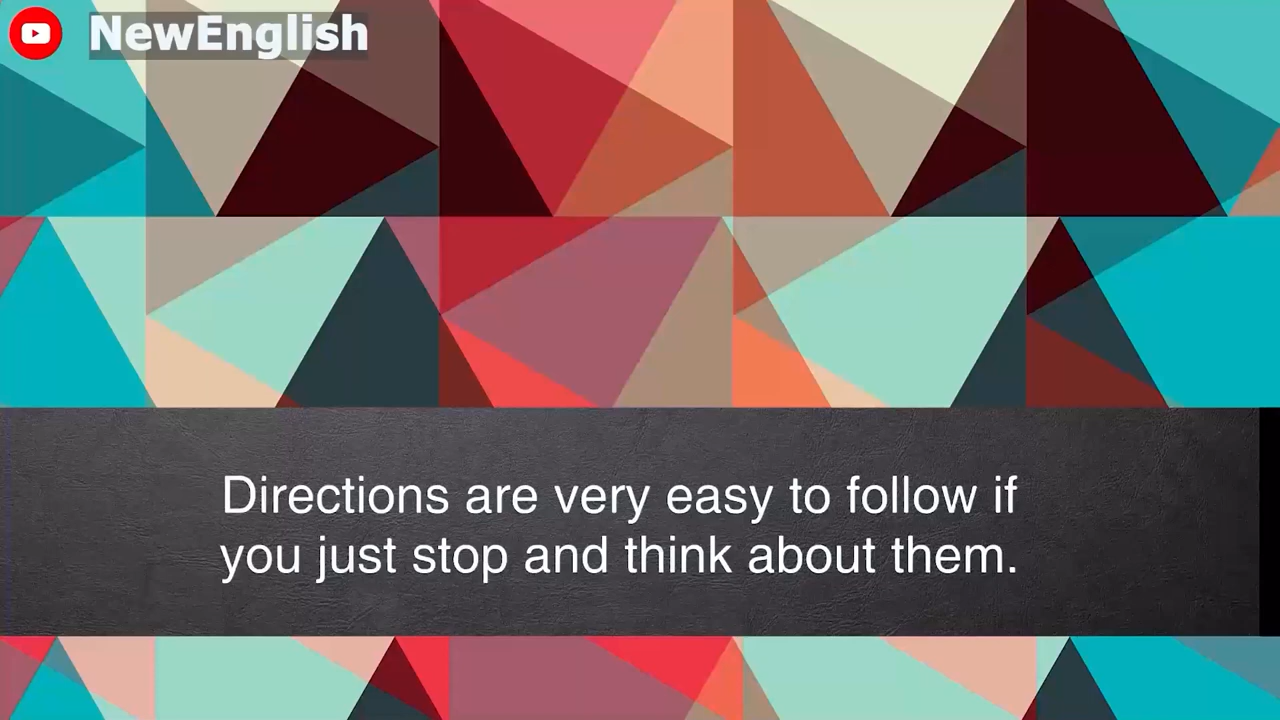 NewEnglish
Directions are very easy to follow if
you just stop and think about them.